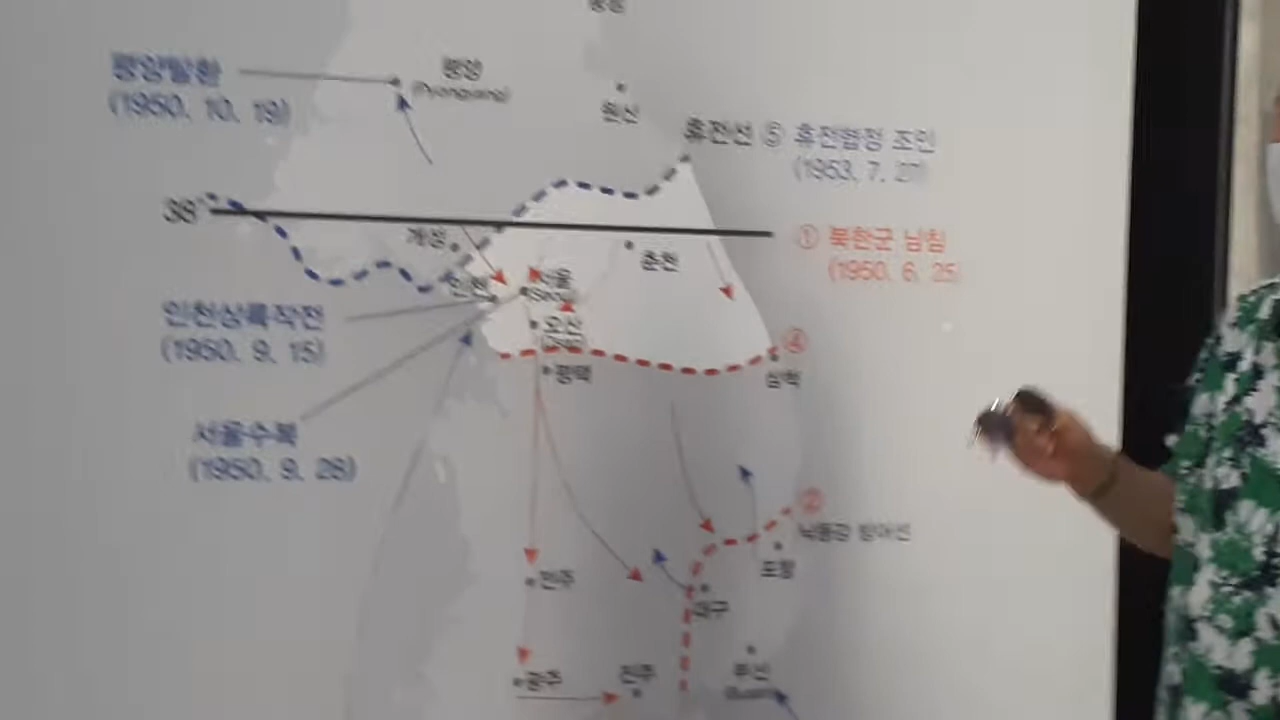 평양탈환
(1950. 10. 19)
평양
(Pyongyang)
원산
휴전선 ⑤ 휴전협정 조인
(1953. 7. 27)
38°
개성
① 북한군 남침
(1950. 6. 25)
춘천
인천
서울
(Seoul)
인천상륙작전
(1950. 9. 15)
오산
④
평택
삼척
서울수복
(1950. 9. 28)
②
낙동강 방어선
포항
전주
대구
부산
광주
진주